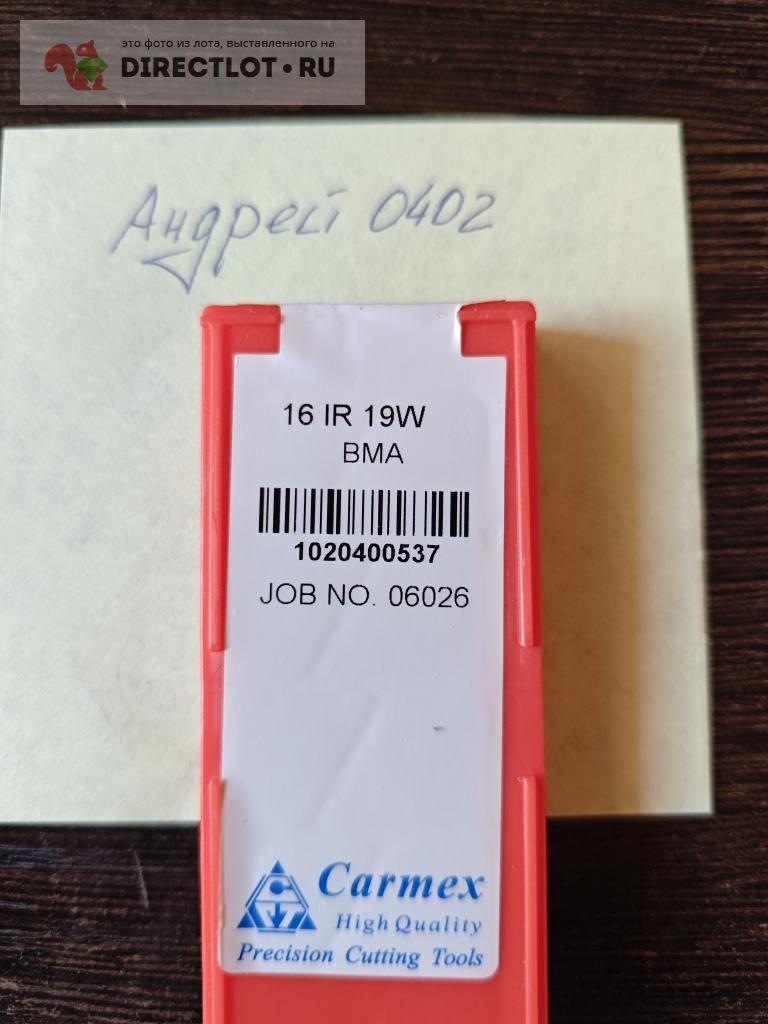 это фото из лота, выставленного на
DIRECTLOT.RU
Андрей 0402
16 IR 19W
BMA
1020400537
JOB NO. 06026
Carmex
High Quality
Precision Cutting Tools